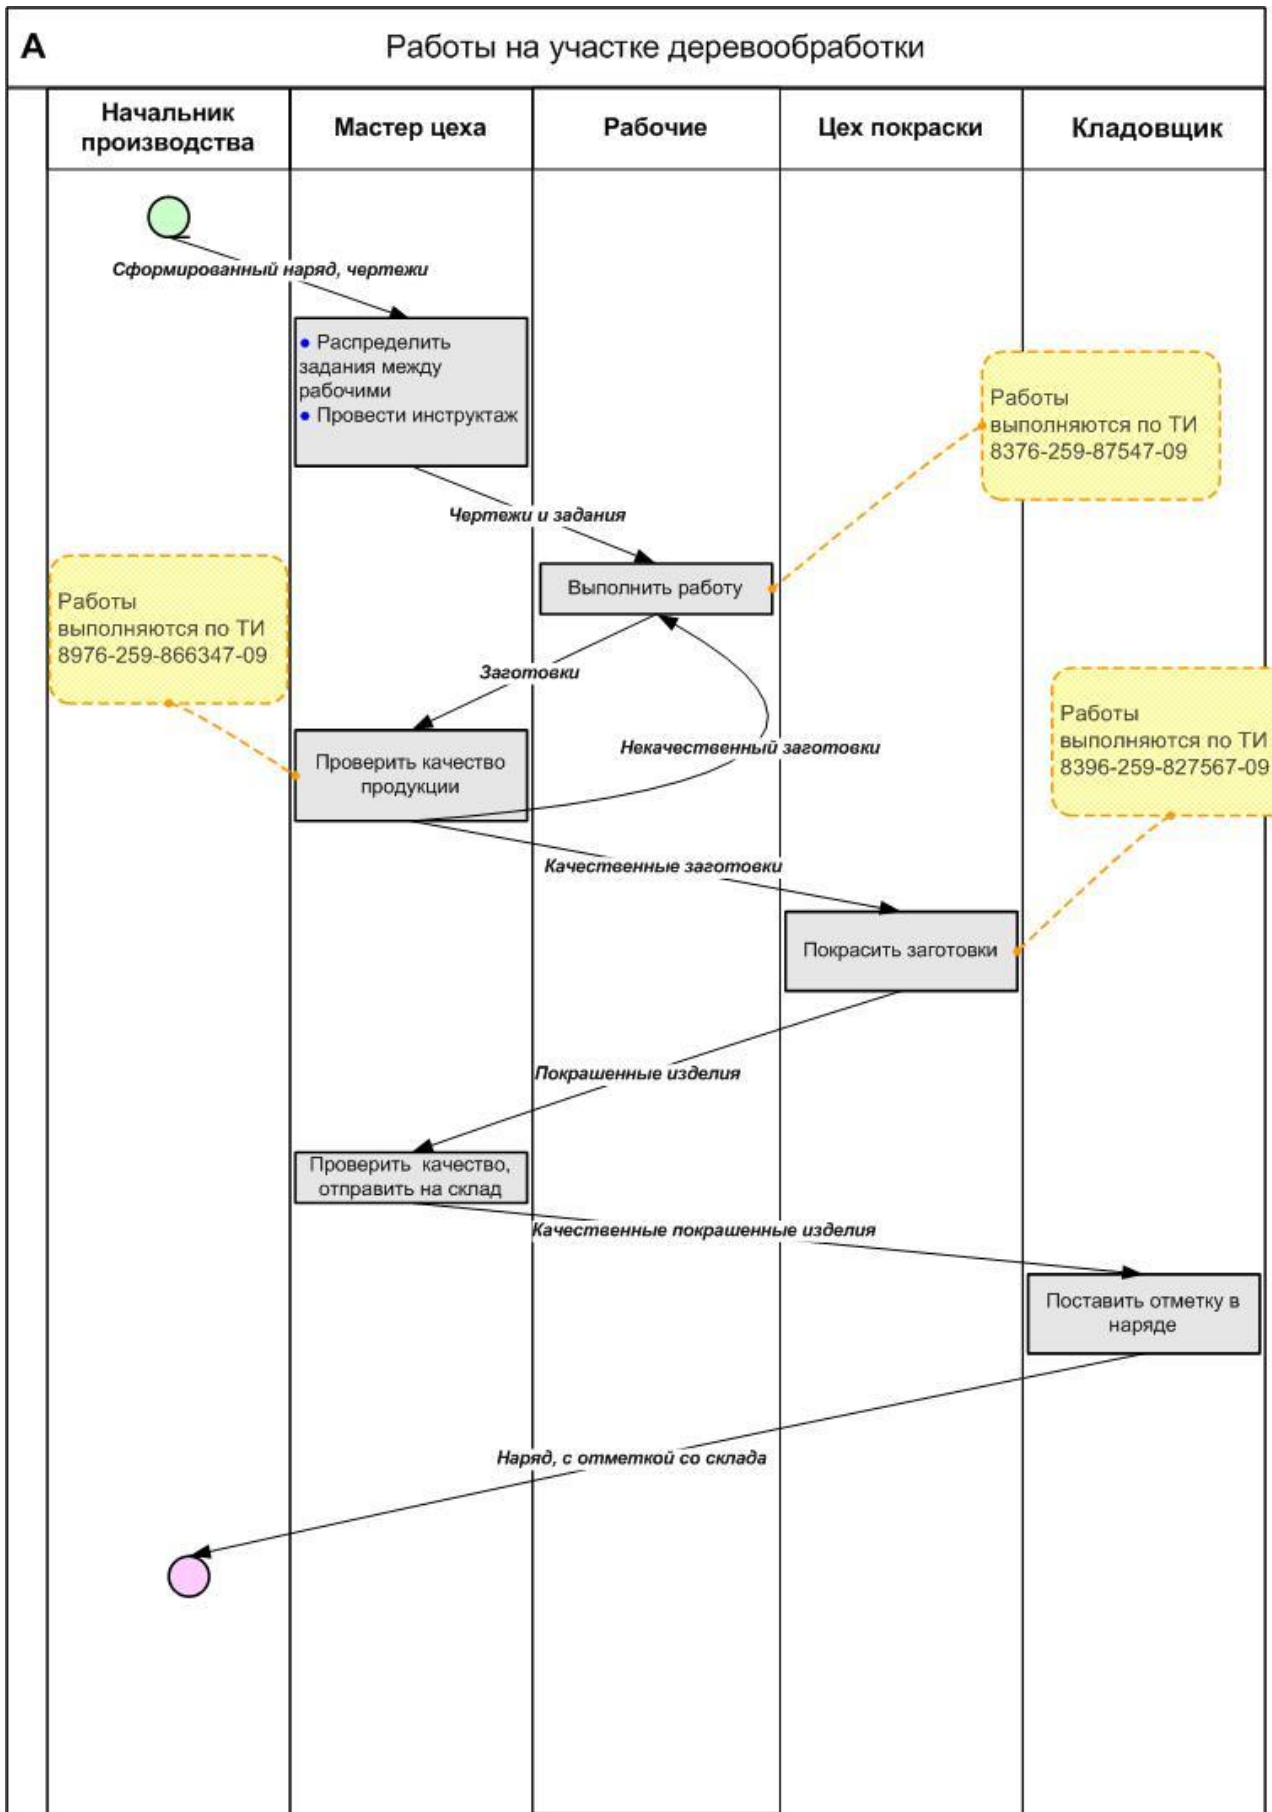 A
Работы на участке деревообработки
Начальник
производства
Мастер цеха
Рабочие
Цех покраски
Кладовщик
Сформированный наряд, чертежи
● Распределить
задания между
рабочими
● Провести инструктаж
Работы
выполняются по ТИ
8376-259-87547-09
Чертежи и задания
Выполнить работу
Работы
выполняются по ТИ
8976-259-866347-09
Заготовки
Работы
выполняются по ТИ
8396-259-827567-09
Некачественный заготовки
Проверить качество
продукции
Качественные заготовки
Покрасить заготовки
Покрашенные изделия
Проверить качество,
отправить на склад
Качественные покрашенные изделия
Поставить отметку в
наряде
Наряд, с отметкой со склада